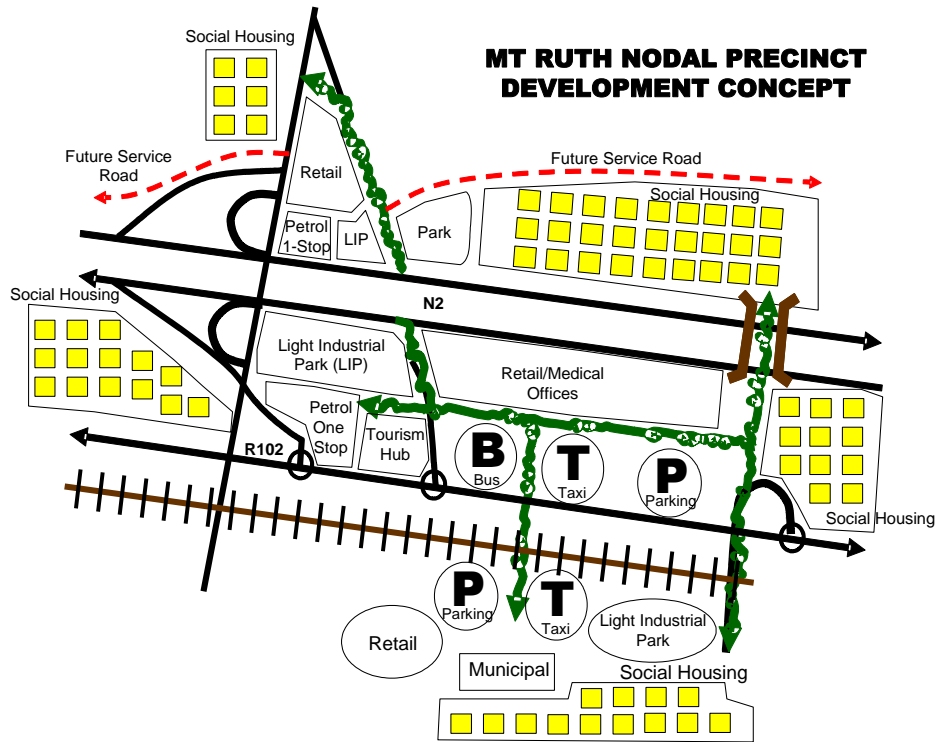 Social Housing
MT RUTH NODAL PRECINCT
DEVELOPMENT CONCEPT
Future Service
Road
Retail
Future Service Road
Social Housing
Petrol
1-Stop
LIP
Park
Social Housing
N2
Light Industrial
Park (LIP)
Retail/Medical
Offices
Petrol
One
Stop
Tourism
Hub
R102
B
Bus
T
Taxi
P
Parking
Social Housing
P
Parking
T
Taxi
Light Industrial
Park
Retail
Municipal
Social Housing